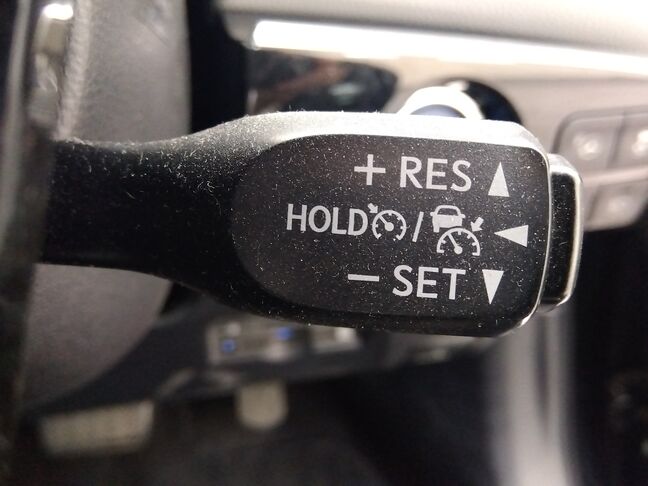 + RES
HOLD /
- SET